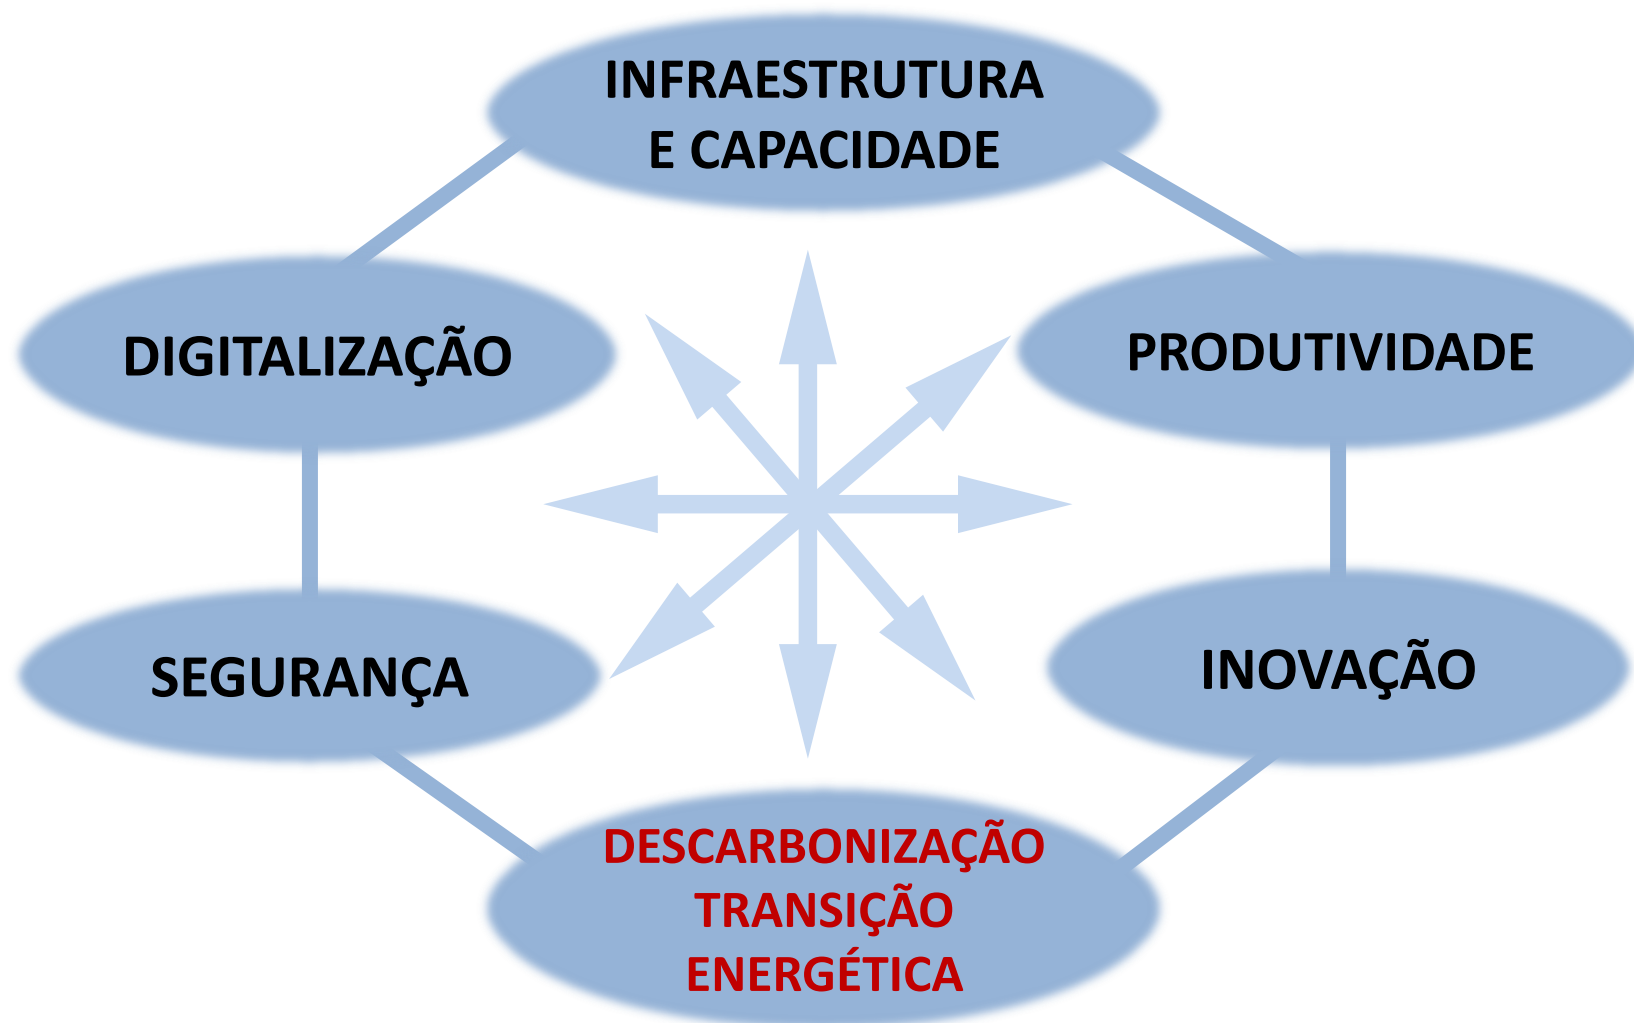 INFRAESTRUTURA
E CAPACIDADE
DIGITALIZAÇÃO
PRODUTIVIDADE
SEGURANÇA
INOVAÇÃO
DESCARBONIZAÇÃO
TRANSIÇÃO
ENERGÉTICA